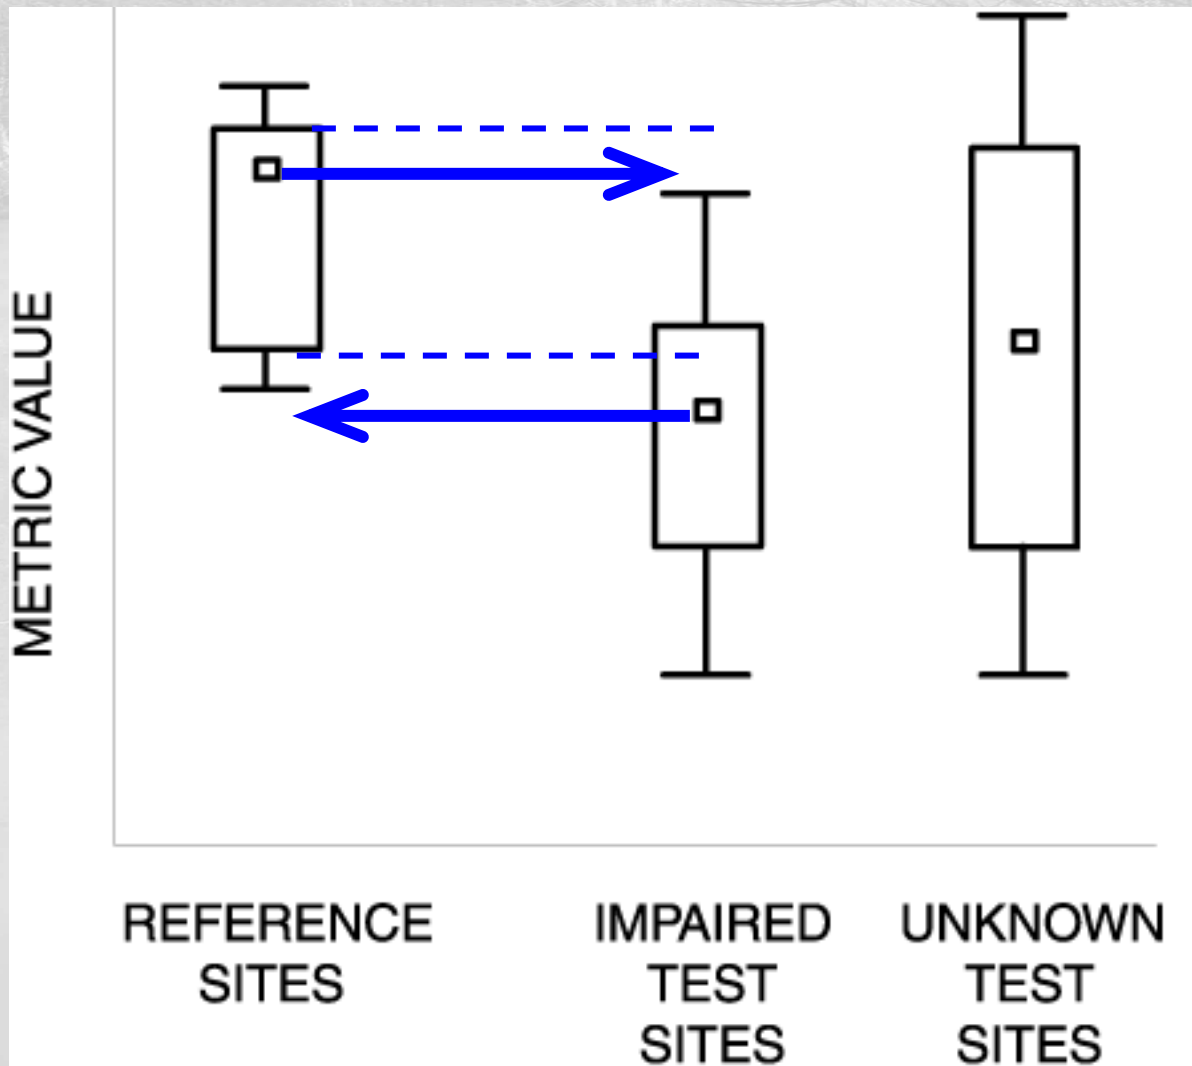 METRIC VALUE
REFERENCE
SITES
IMPAIRED
TEST
SITES
UNKNOWN
TEST
SITES